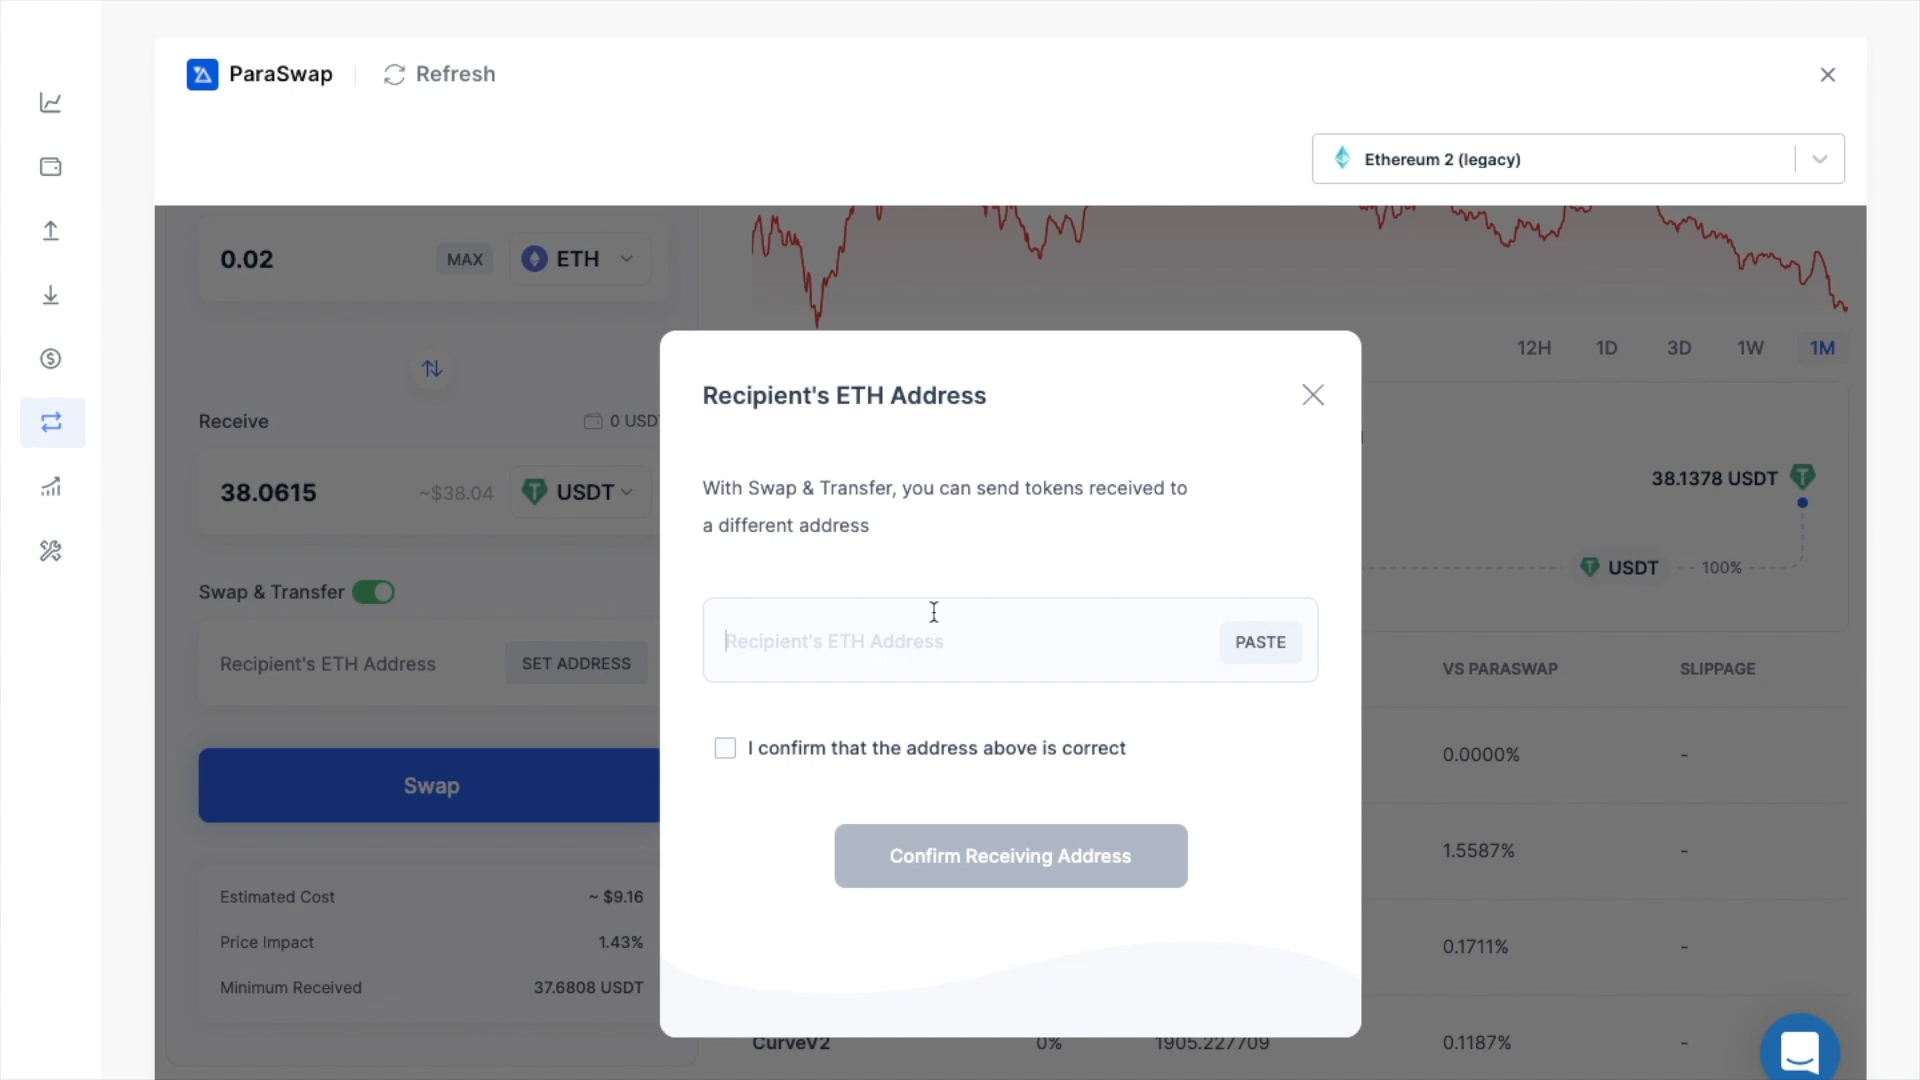 ParaSwap
Refresh
Ethereum 2 (legacy)
0.02
MAX
ETH
12H
1D
3D
1W
1M
Receive
0 USD
38.0615
~$38.04
USDT
38.1378 USDT
USDT
100%
Swap & Transfer
Recipient's ETH Address
SET ADDRESS
Swap
Estimated Cost
~ $9.16
Price Impact
1.43%
Minimum Received
37.6808 USDT
Recipient's ETH Address
With Swap & Transfer, you can send tokens received to
a different address
Recipient's ETH Address
PASTE
I confirm that the address above is correct
Confirm Receiving Address
VS PARASWAP
SLIPPAGE
0.0000%
-
1.5587%
-
0.1711%
-
CurveV2
0%
1905.227709
0.1187%
-